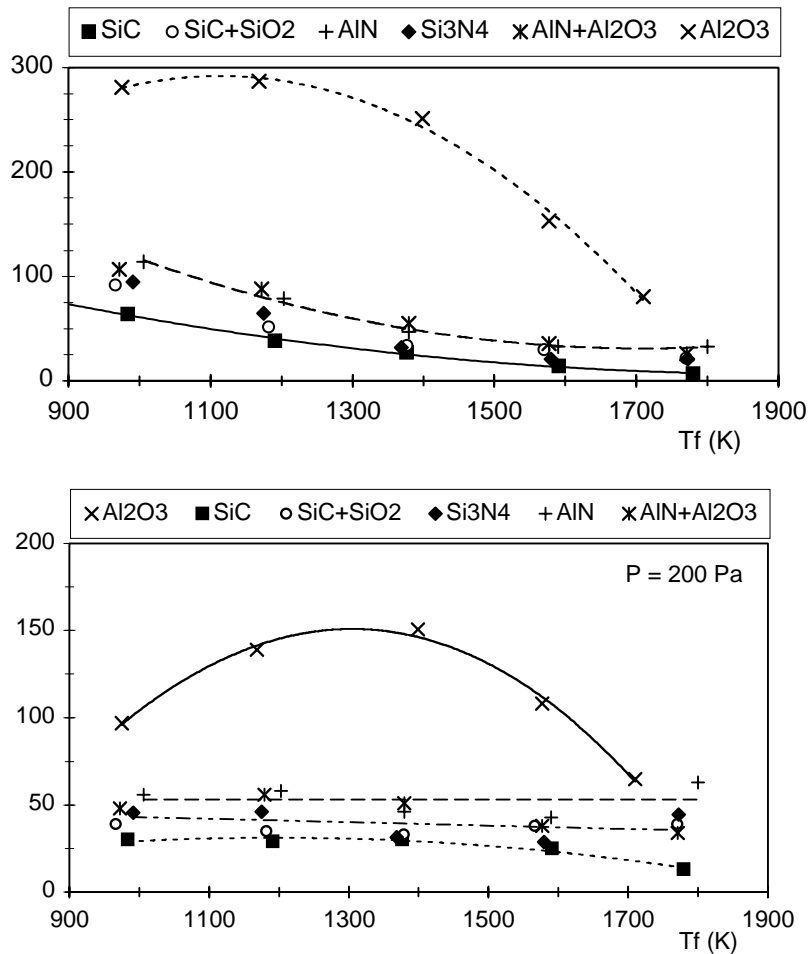 SiC SiC+SiO2 AlN Si3N4 AlN+Al2O3 Al2O3
300
200
100
0
900 1100 1300 1500 1700 1900
Tf (K)
Al2O3 SiC SiC+SiO2 Si3N4 AlN AlN+Al2O3
200
P = 200 Pa
150
100
50
0
900 1100 1300 1500 1700 1900
Tf (K)